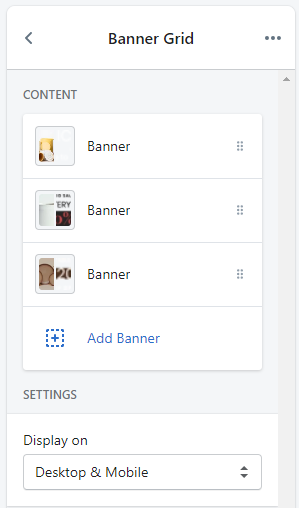 Banner Grid
CONTENT
Banner
Banner
Banner
Add Banner
SETTINGS
Display on
Desktop & Mobile